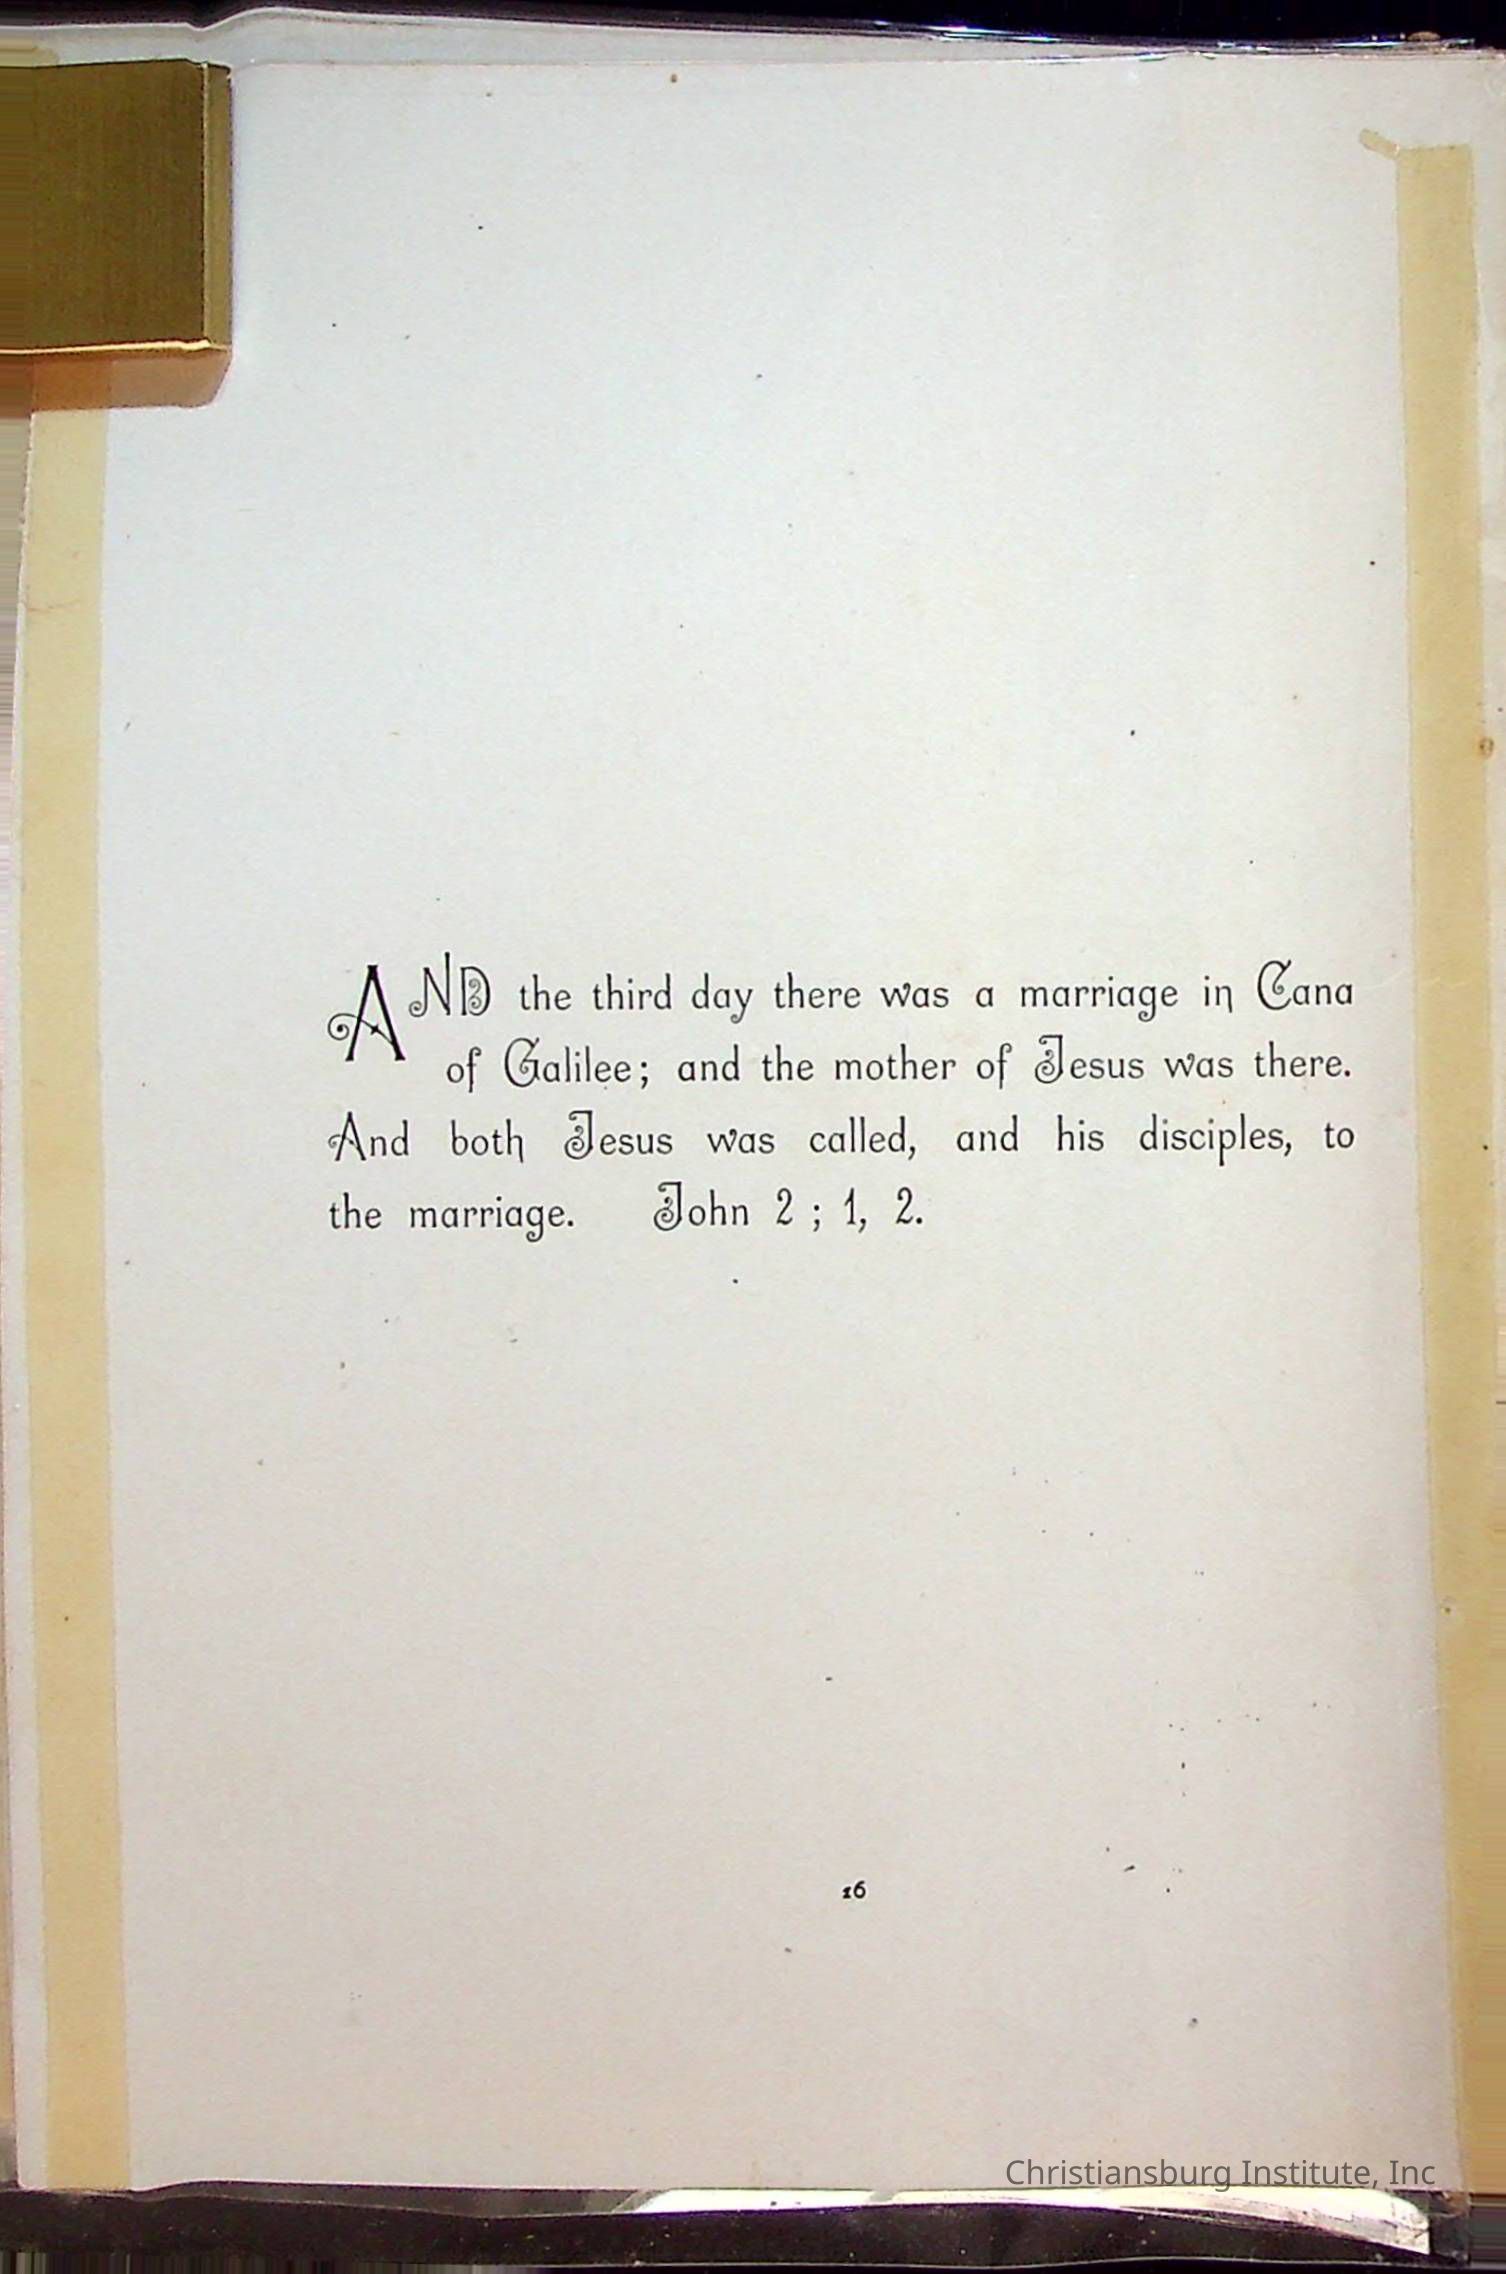 AND the third day there was a marriage in Cana
of Galilee; and the mother of Jesus was there.
And both Jesus was called, and his disciples, to
the marriage. John 2 ; 1, 2.
16
Christiansburg Institute, Inc